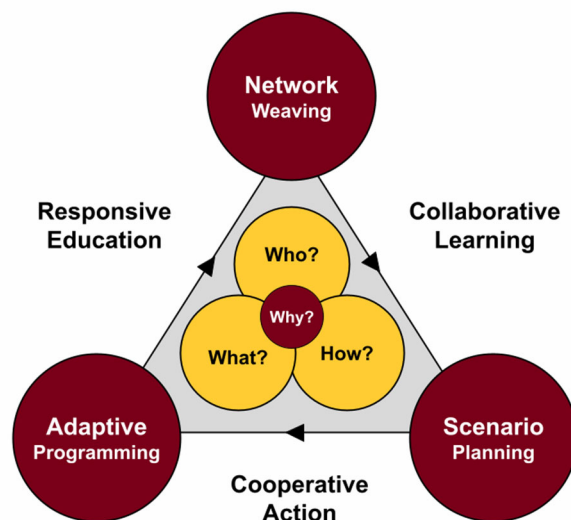 Network
Weaving
Responsive
Education
Collaborative
Learning
Who?
Why?
What?
How?
Adaptive
Programming
Scenario
Planning
Cooperative
Action